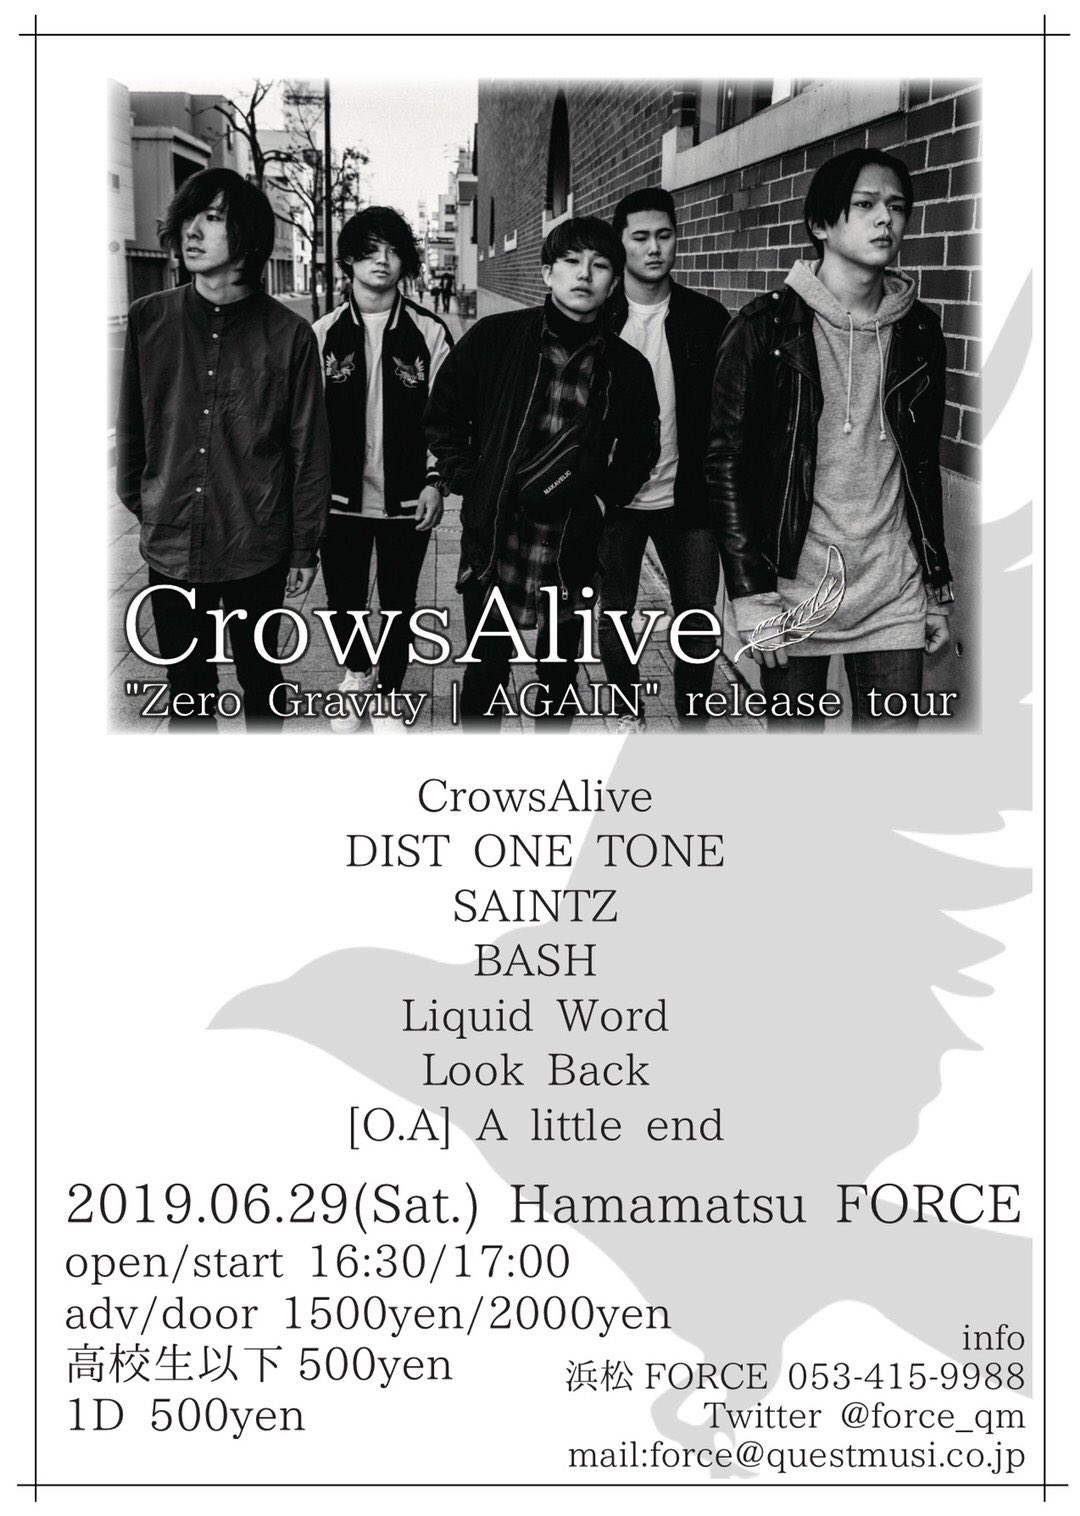 MAKAVELIC
CrowsAlive
"Zero Gravity | AGAIN" release tour
CrowsAlive
DIST ONE TONE
SAINTZ
BASH
Liquid Word
Look Back
[O.A] A little end
2019.06.29(Sat.) Hamamatsu FORCE
open/start 16:30/17:00
adv/door 1500yen/2000yen
高校生以下 500yen
1D 500yen
info
浜松 FORCE 053-415-9988
Twitter @force_qm
mail:force@questmusi.co.jp